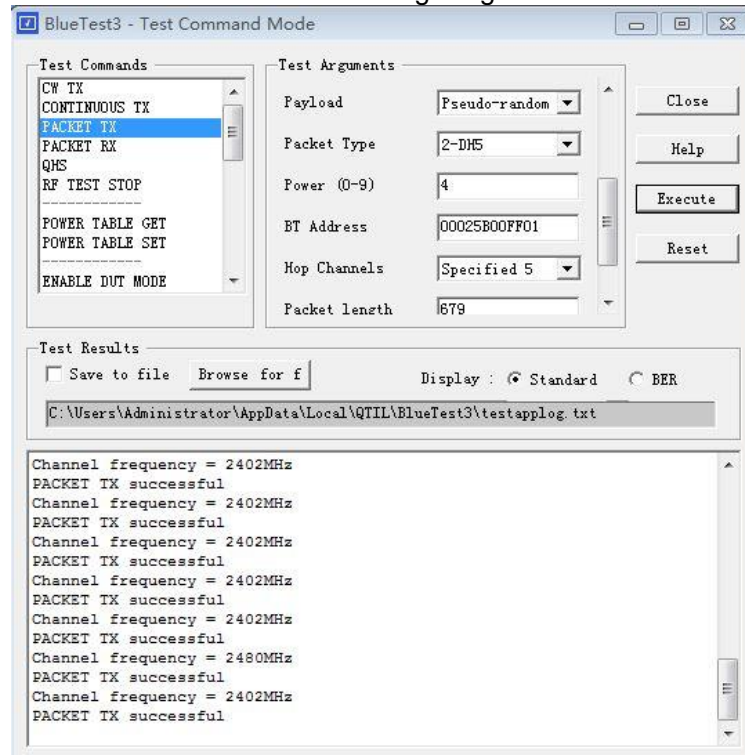 BlueTest3 - Test Command Mode
Test Commands
CW TX
CONTINUOUS TX
PACKET TX
PACKET RX
QHS
RF TEST STOP
------------
POWER TABLE GET
POWER TABLE SET
------------
ENABLE DUT MODE
Test Arguments
Payload Pseudo-random
Packet Type 2-DH5
Power (0-9) 4
BT Address 00025B00FF01
Hop Channels Specified 5
Packet length 679
Close
Help
Execute
Reset
Test Results
Save to file Browse for f Display : Standard BER
C:\Users\Administrator\AppData\Local\QTIL\BlueTest3\testapplog.txt
Channel frequency = 2402MHz
PACKET TX successful
Channel frequency = 2402MHz
PACKET TX successful
Channel frequency = 2402MHz
PACKET TX successful
Channel frequency = 2402MHz
PACKET TX successful
Channel frequency = 2402MHz
PACKET TX successful
Channel frequency = 2480MHz
PACKET TX successful
Channel frequency = 2402MHz
PACKET TX successful